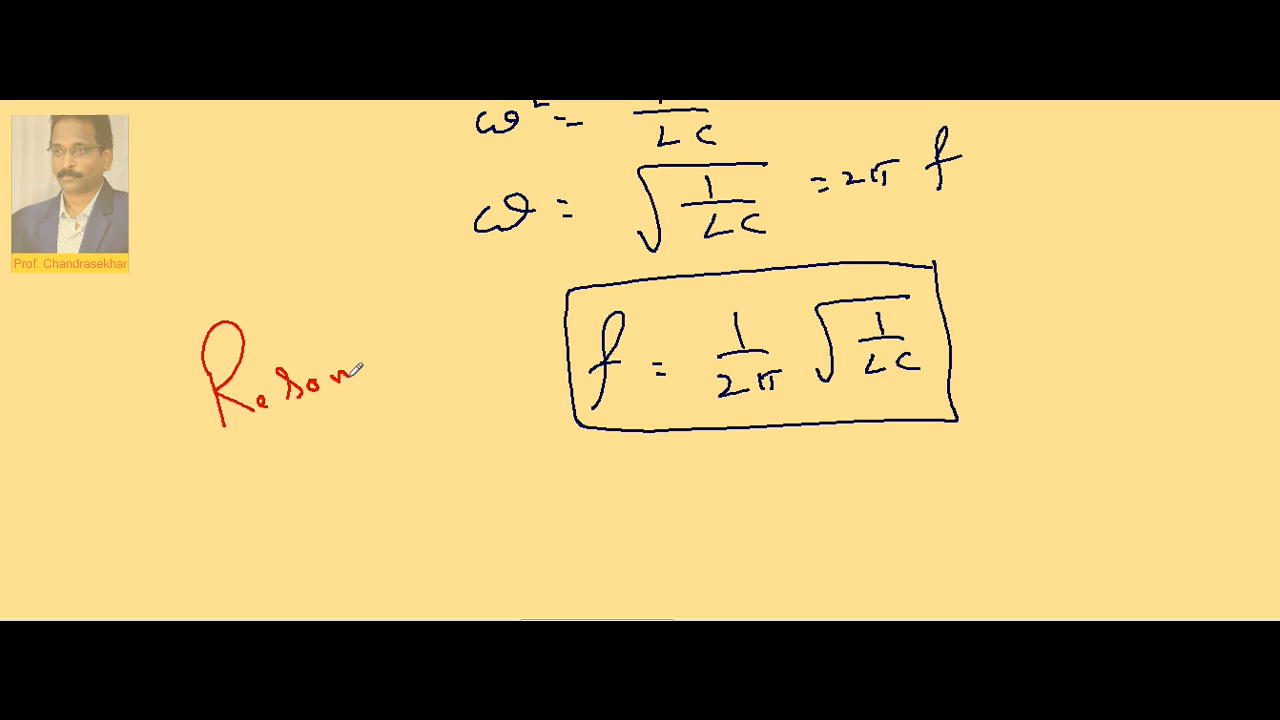 ω² = 1/LC
ω = √(1/LC) = 2π f
Prof. Chandrasekhar
f = 1/2π √(1/LC)
Reson